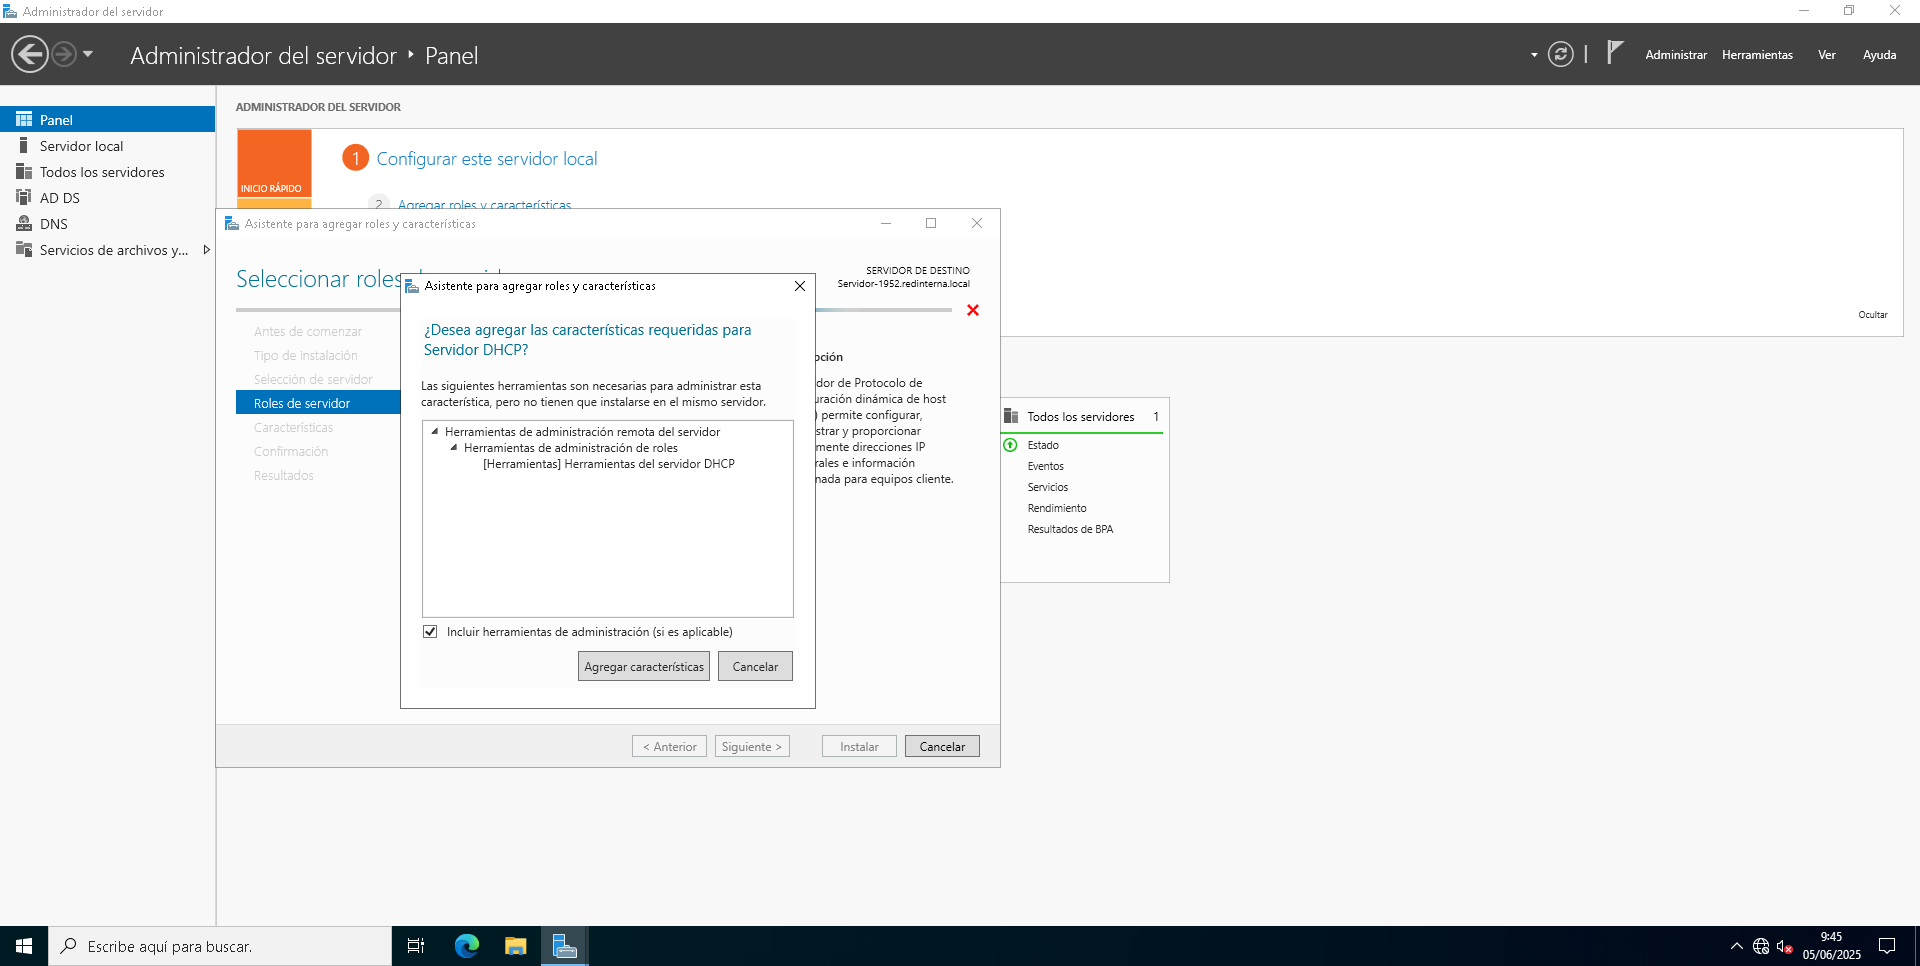 Administrador del servidor
Administrador del servidor ‣ Panel
Administrar Herramientas Ver Ayuda
Panel
Servidor local
Todos los servidores
AD DS
DNS
Servicios de archivos y...
ADMINISTRADOR DEL SERVIDOR
INICIO RÁPIDO
1 Configurar este servidor local
2 Agregar roles y características
Ocultar
Asistente para agregar roles y características
Seleccionar roles
SERVIDOR DE DESTINO
Servidor-1952.redinterna.local
Antes de comenzar
Tipo de instalación
Selección de servidor
Roles de servidor
Características
Confirmación
Resultados
Asistente para agregar roles y características
¿Desea agregar las características requeridas para
Servidor DHCP?
Las siguientes herramientas son necesarias para administrar esta
característica, pero no tienen que instalarse en el mismo servidor.
Herramientas de administración remota del servidor
Herramientas de administración de roles
[Herramientas] Herramientas del servidor DHCP
Incluir herramientas de administración (si es aplicable)
Agregar características Cancelar
pción
dor de Protocolo de
uración dinámica de host
) permite configurar,
strar y proporcionar
mente direcciones IP
rales e información
nada para equipos cliente.
< Anterior Siguiente > Instalar Cancelar
Todos los servidores 1
Estado
Eventos
Servicios
Rendimiento
Resultados de BPA
Escribe aquí para buscar.
9:45
05/06/2025